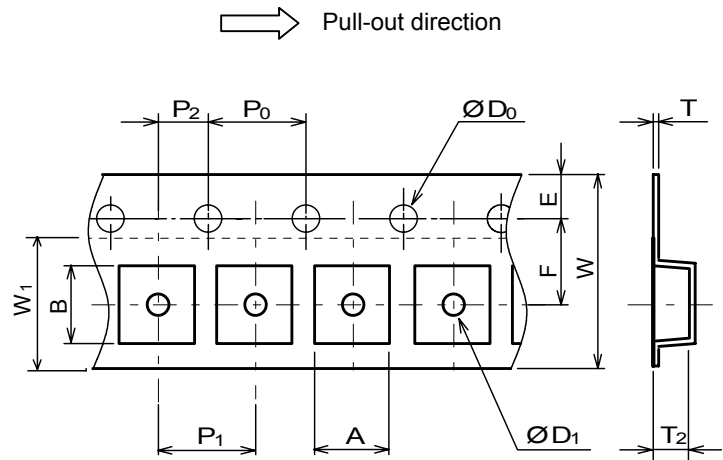 Pull-out direction
P2
P0
ØD0
T
E
F
W
W1
B
P1
A
ØD1
T2